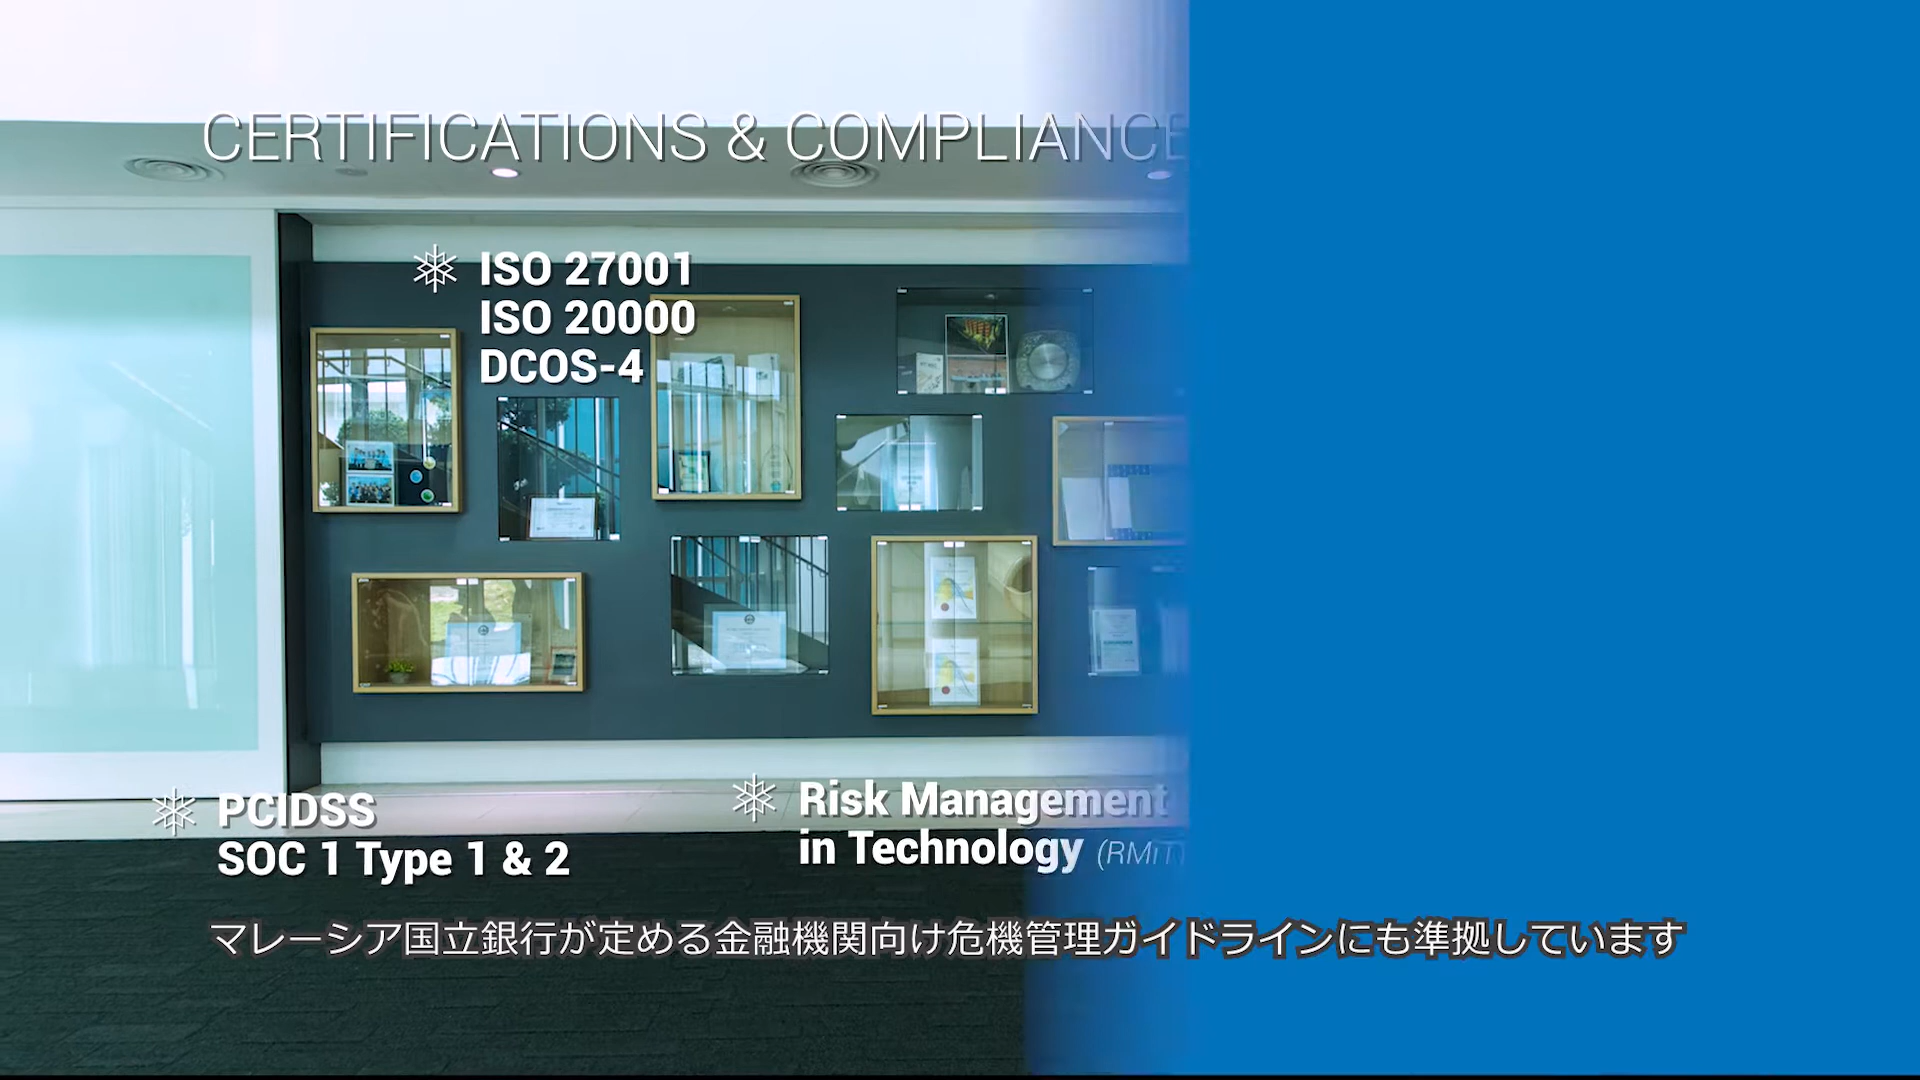 CERTIFICATIONS & COMPLIANCE
ISO 27001
ISO 20000
DCOS-4
PCIDSS
SOC 1 Type 1 & 2
Risk Management
in Technology (RMiT)
マレーシア国立銀行が定める金融機関向け危機管理ガイドラインにも準拠しています